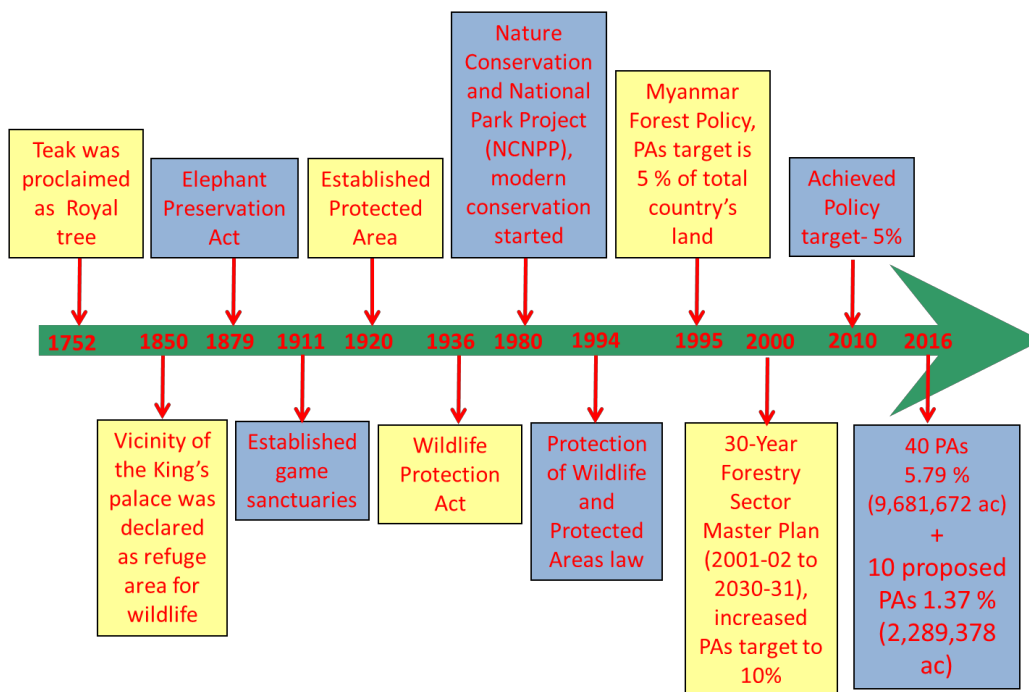 Teak was
proclaimed
as Royal
tree
Elephant
Preservation
Act
Established
Protected
Area
Nature
Conservation
and National
Park Project
(NCNPP),
modern
conservation
started
Myanmar
Forest Policy,
PAs target is
5 % of total
country's
land
Achieved
Policy
target- 5%
1752 1850 1879 1911 1920 1936 1980 1994 1995 2000 2010 2016
Vicinity of
the King's
palace was
declared
as refuge
area for
wildlife
Established
game
sanctuaries
Wildlife
Protection
Act
Protection
of Wildlife
and
Protected
Areas law
30-Year
Forestry
Sector
Master Plan
(2001-02 to
2030-31),
increased
PAs target to
10%
40 PAs
5.79 %
(9,681,672 ac)
+
10 proposed
PAs 1.37 %
(2,289,378
ac)